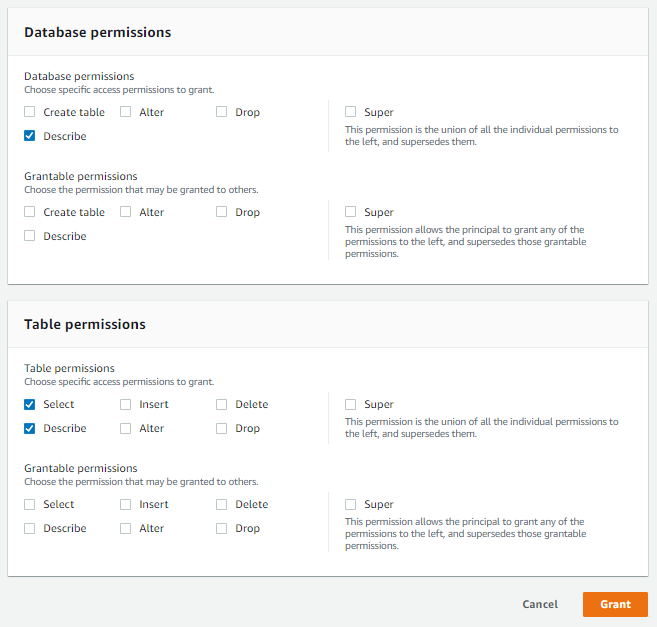 Database permissions
Database permissions
Choose specific access permissions to grant.
Create table Alter Drop
Describe
Super
This permission is the union of all the individual permissions to
the left, and supersedes them.
Grantable permissions
Choose the permission that may be granted to others.
Create table Alter Drop
Describe
Super
This permission allows the principal to grant any of the
permissions to the left, and supersedes those grantable
permissions.
Table permissions
Table permissions
Choose specific access permissions to grant.
Select Insert Delete
Describe Alter Drop
Super
This permission is the union of all the individual permissions to
the left, and supersedes them.
Grantable permissions
Choose the permission that may be granted to others.
Select Insert Delete
Describe Alter Drop
Super
This permission allows the principal to grant any of the
permissions to the left, and supersedes those grantable
permissions.
Cancel Grant